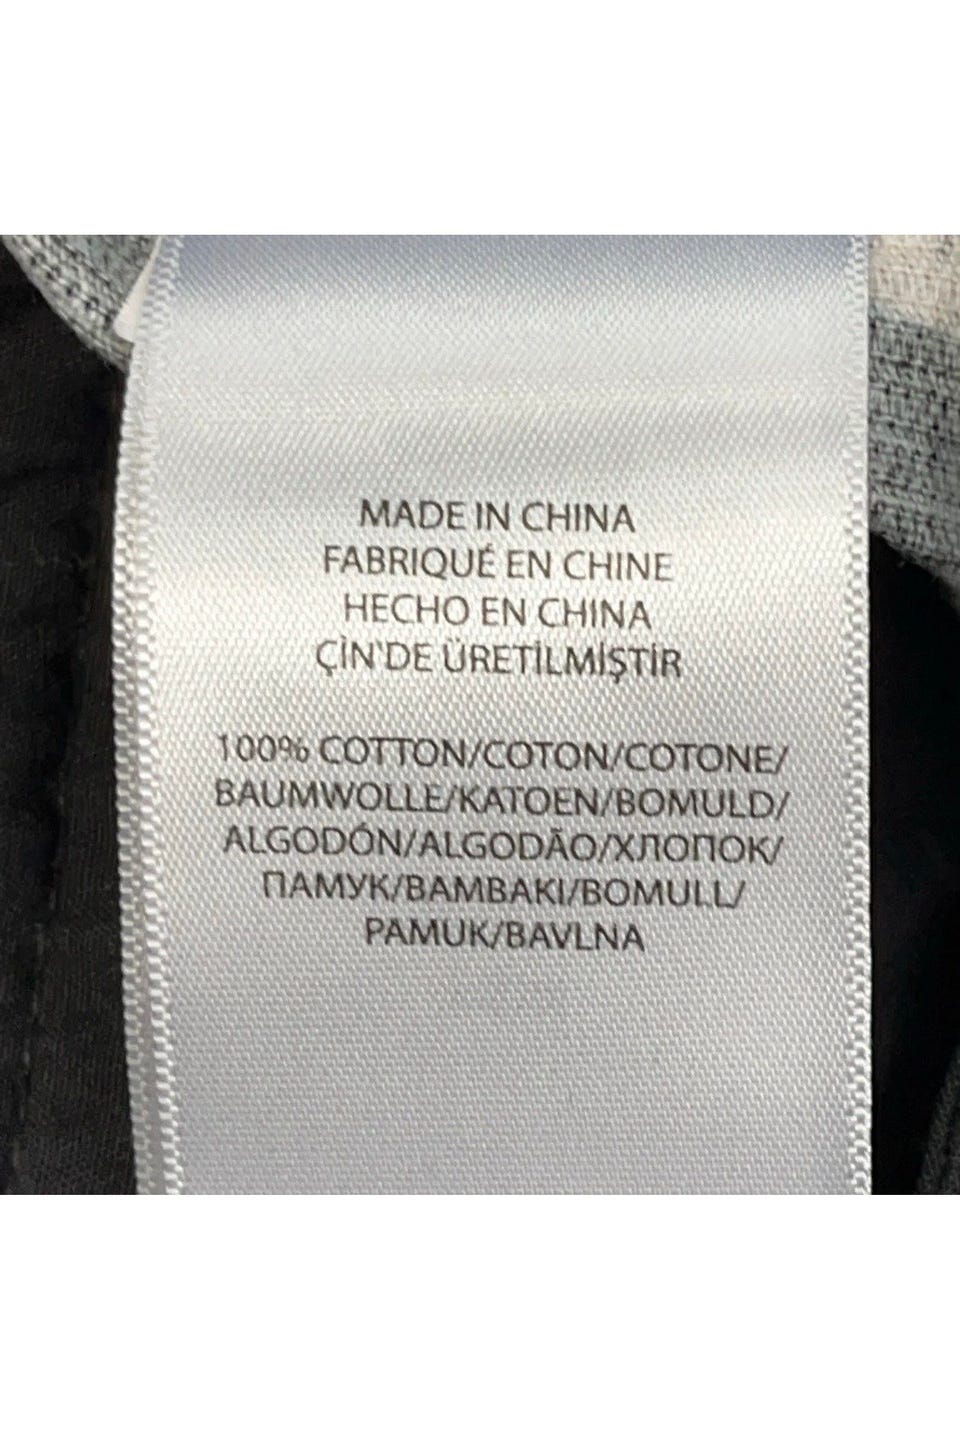 MADE IN CHINA
FABRIQUÉ EN CHINE
HECHO EN CHINA
ÇİN'DE ÜRETİLMİŞTİR
100% COTTON/COTON/COTONE/
BAUMWOLLE/KATOEN/BOMULD/
ALGODÓN/ALGODÃO/ХЛОПОК/
ПАМУК/BAMBAKI/BOMULL/
PAMUK/BAVLNA